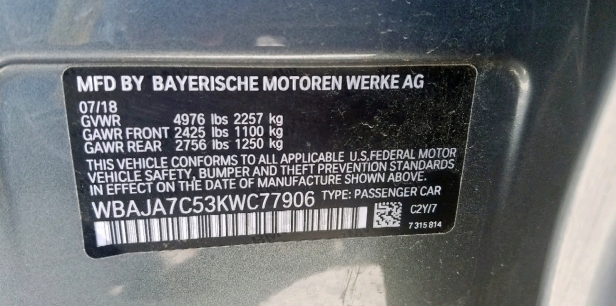 MFD BY BAYERISCHE MOTOREN WERKE AG
07/18
GVWR 4976 lbs 2257 kg
GAWR FRONT 2425 lbs 1100 kg
GAWR REAR 2756 lbs 1250 kg
THIS VEHICLE CONFORMS TO ALL APPLICABLE U.S.FEDERAL MOTOR
VEHICLE SAFETY, BUMPER AND THEFT PREVENTION STANDARDS
IN EFFECT ON THE DATE OF MANUFACTURE SHOWN ABOVE.
WBAJA7C53KWC77906 TYPE: PASSENGER CAR
C2Y/7
7 315 814